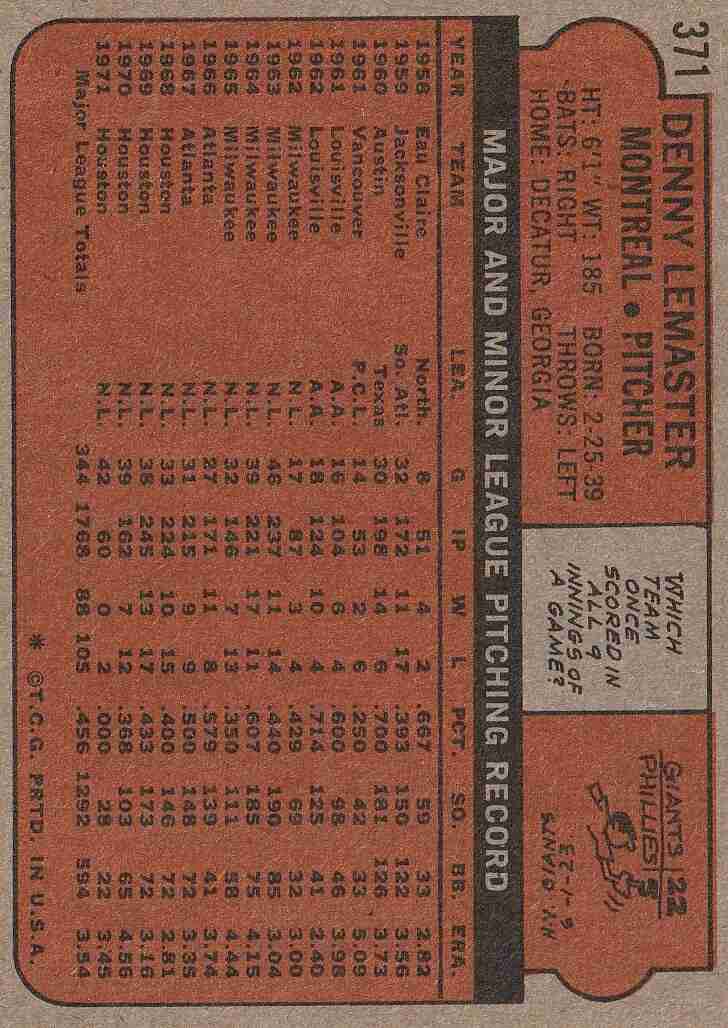 371
DENNY LEMASTER
MONTREAL • PITCHER
HT: 6'1" WT: 185 BORN: 2-25-39
BATS: RIGHT THROWS: LEFT
HOME: DECATUR, GEORGIA
WHICH
TEAM
ONCE
SCORED IN
ALL 9
INNINGS OF
A GAME?
GIANTS 22
PHILLIES 8
6-1-23
N.Y. GIANTS
MAJOR AND MINOR LEAGUE PITCHING RECORD
YEAR TEAM LEA. G IP W L PCT. SO. BB. ERA
1958 Eau Claire North. 8 51 4 2 .667 59 33 2.82
1959 Jacksonville So. Atl. 32 172 11 17 .393 150 122 3.56
1960 Austin Texas 30 198 14 6 .700 181 126 3.73
1961 Vancouver P.C.L. 14 53 2 6 .250 42 33 5.09
1961 Louisville A.A. 16 104 6 4 .600 98 46 3.98
1962 Louisville A.A. 18 124 10 4 .714 125 41 2.40
1962 Milwaukee N.L. 17 87 3 4 .429 69 32 3.00
1963 Milwaukee N.L. 46 237 11 14 .440 190 85 3.04
1964 Milwaukee N.L. 39 221 17 11 .607 185 75 4.15
1965 Milwaukee N.L. 32 146 7 13 .350 111 58 4.44
1966 Atlanta N.L. 27 171 11 8 .579 139 41 3.74
1967 Atlanta N.L. 31 215 9 9 .500 148 72 3.35
1968 Houston N.L. 33 224 10 15 .400 146 72 2.81
1969 Houston N.L. 38 245 13 17 .433 173 72 3.16
1970 Houston N.L. 39 162 7 12 .368 103 65 4.56
1971 Houston N.L. 42 60 0 2 .000 28 22 3.45
Major League Totals 344 1768 88 105 .456 1292 594 3.54
* ©T.C.G. PRTD. IN U.S.A.